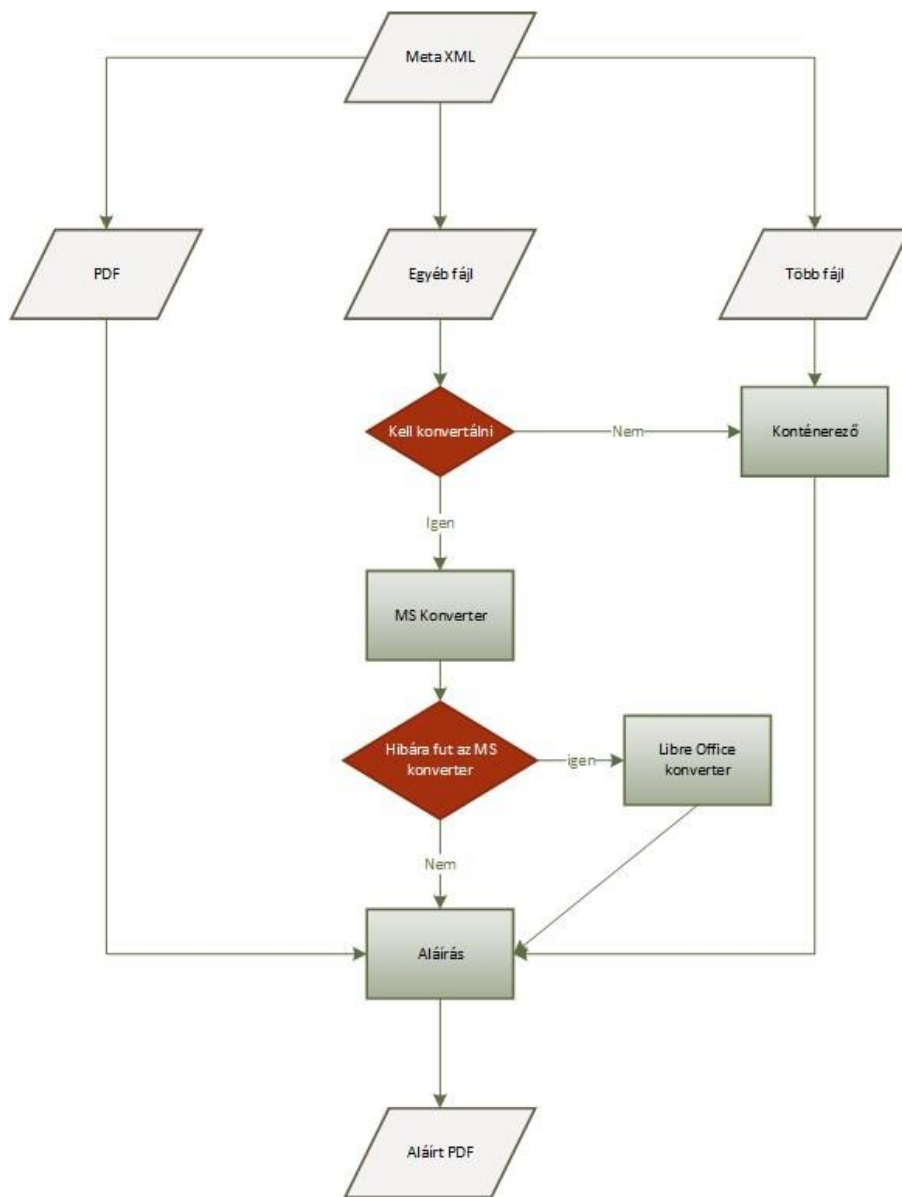 Meta XML
PDF
Egyéb fájl
Több fájl
Kell konvertálni
Nem
Konténerező
Igen
MS Konverter
Hibára fut az MS
konverter
igen
Libre Office
konverter
Nem
Aláírás
Aláírt PDF